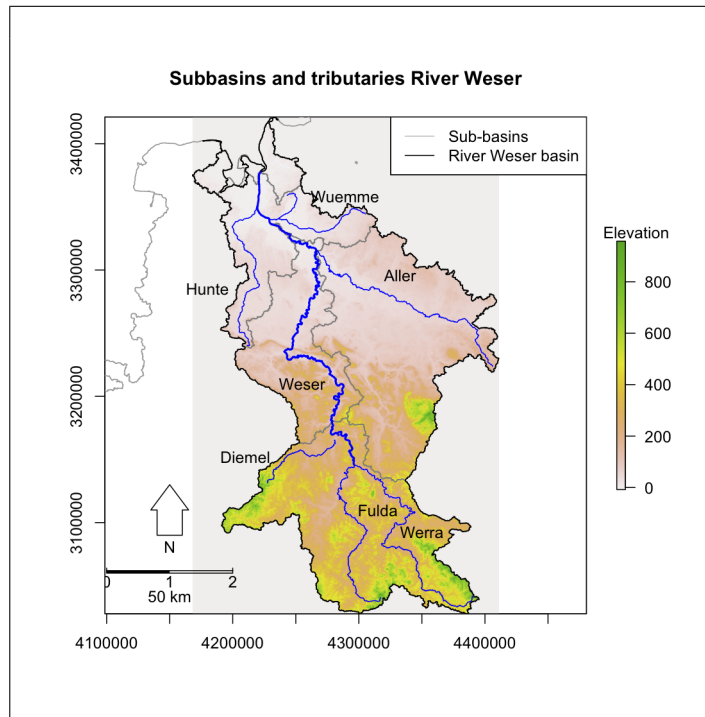 Subbasins and tributaries River Weser
Sub-basins
River Weser basin
3400000
3300000
3200000
3100000
Wuemme
Aller
Hunte
Weser
Diemel
Fulda
Werra
N
0 1 2
50 km
4100000 4200000 4300000 4400000
Elevation
800
600
400
200
0